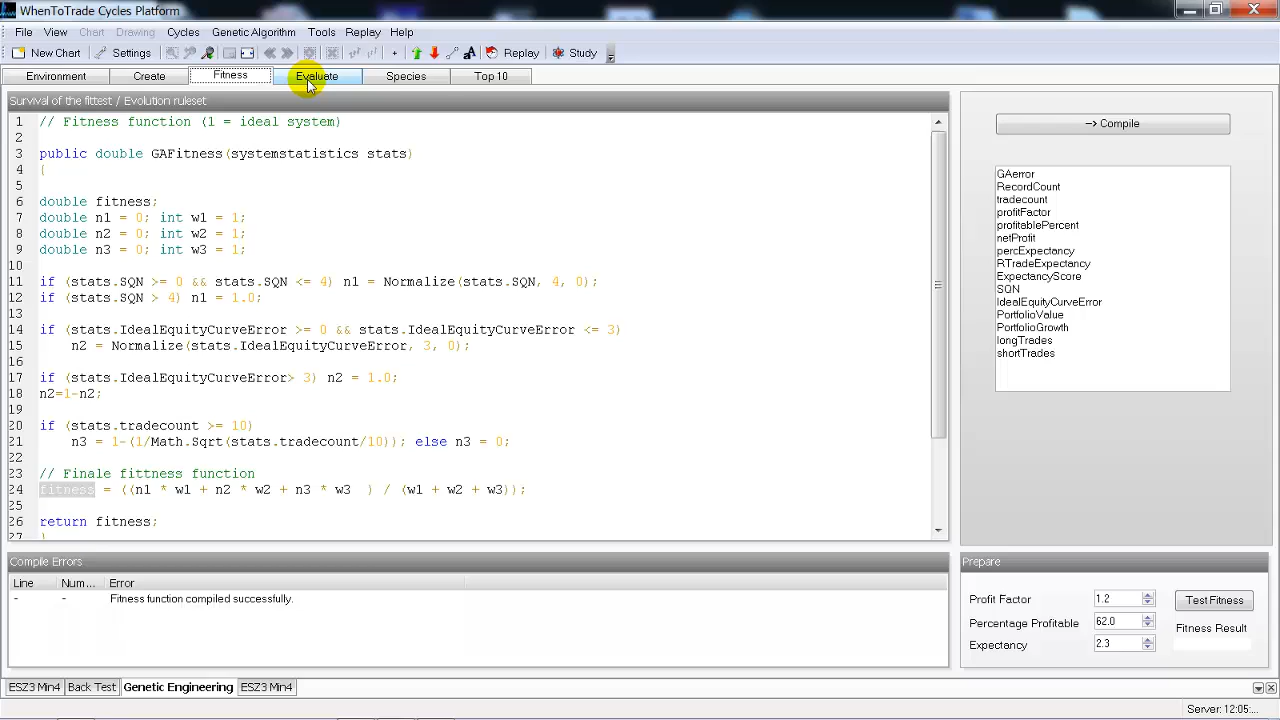 WhenToTrade Cycles Platform
File View Chart Drawing Cycles Genetic Algorithm Tools Replay Help
New Chart Settings A Replay Study
Environment Create Fitness Evaluate Species Top 10
Survival of the fittest / Evolution ruleset
1 // Fitness function (1 = ideal system)
2
3 public double GAFitness(systemstatistics stats)
4 {
5
6 double fitness;
7 double n1 = 0; int w1 = 1;
8 double n2 = 0; int w2 = 1;
9 double n3 = 0; int w3 = 1;
10
11 if (stats.SQN >= 0 && stats.SQN <= 4) n1 = Normalize(stats.SQN, 4, 0);
12 if (stats.SQN > 4) n1 = 1.0;
13
14 if (stats.IdealEquityCurveError >= 0 && stats.IdealEquityCurveError <= 3)
15 n2 = Normalize(stats.IdealEquityCurveError, 3, 0);
16
17 if (stats.IdealEquityCurveError> 3) n2 = 1.0;
18 n2=1-n2;
19
20 if (stats.tradecount >= 10)
21 n3 = 1-(1/Math.Sqrt(stats.tradecount/10)); else n3 = 0;
22
23 // Finale fittness function
24 fitness = ((n1 * w1 + n2 * w2 + n3 * w3 ) / (w1 + w2 + w3));
25
26 return fitness;
27 }
--> Compile
GAerror
RecordCount
tradecount
profitFactor
profitablePercent
netProfit
percExpectancy
RTradeExpectancy
ExpectancyScore
SQN
IdealEquityCurveError
PortfolioValue
PortfolioGrowth
longTrades
shortTrades
Compile Errors
Line Num... Error
- - Fitness function compiled successfully.
Prepare
Profit Factor 1.2 Test Fitness
Percentage Profitable 62.0 Fitness Result
Expectancy 2.3
ESZ3 Min4 Back Test Genetic Engineering ESZ3 Min4
Server: 12:05:...